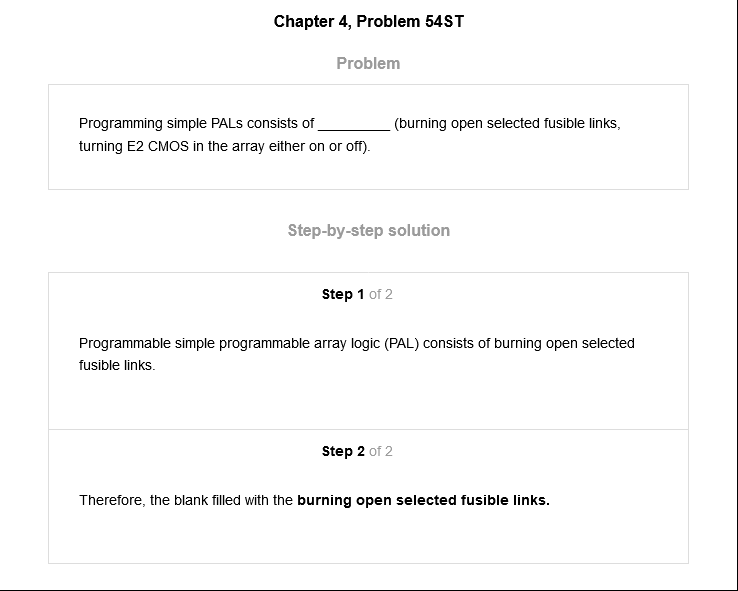 Chapter 4, Problem 54ST
Problem
Programming simple PALs consists of _________ (burning open selected fusible links,
turning E2 CMOS in the array either on or off).
Step-by-step solution
Step 1 of 2
Programmable simple programmable array logic (PAL) consists of burning open selected
fusible links.
Step 2 of 2
Therefore, the blank filled with the burning open selected fusible links.